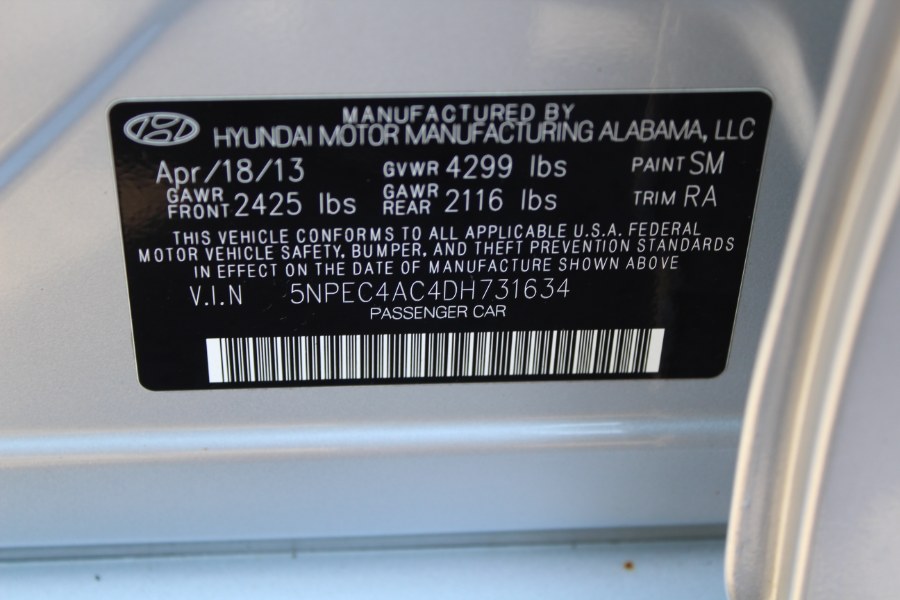 MANUFACTURED BY
HYUNDAI MOTOR MANUFACTURING ALABAMA, LLC
Apr/18/13 GVWR 4299 lbs PAINT SM
GAWR FRONT 2425 lbs GAWR REAR 2116 lbs TRIM RA
THIS VEHICLE CONFORMS TO ALL APPLICABLE U.S.A. FEDERAL
MOTOR VEHICLE SAFETY, BUMPER, AND THEFT PREVENTION STANDARDS
IN EFFECT ON THE DATE OF MANUFACTURE SHOWN ABOVE
V.I.N 5NPEC4AC4DH731634
PASSENGER CAR